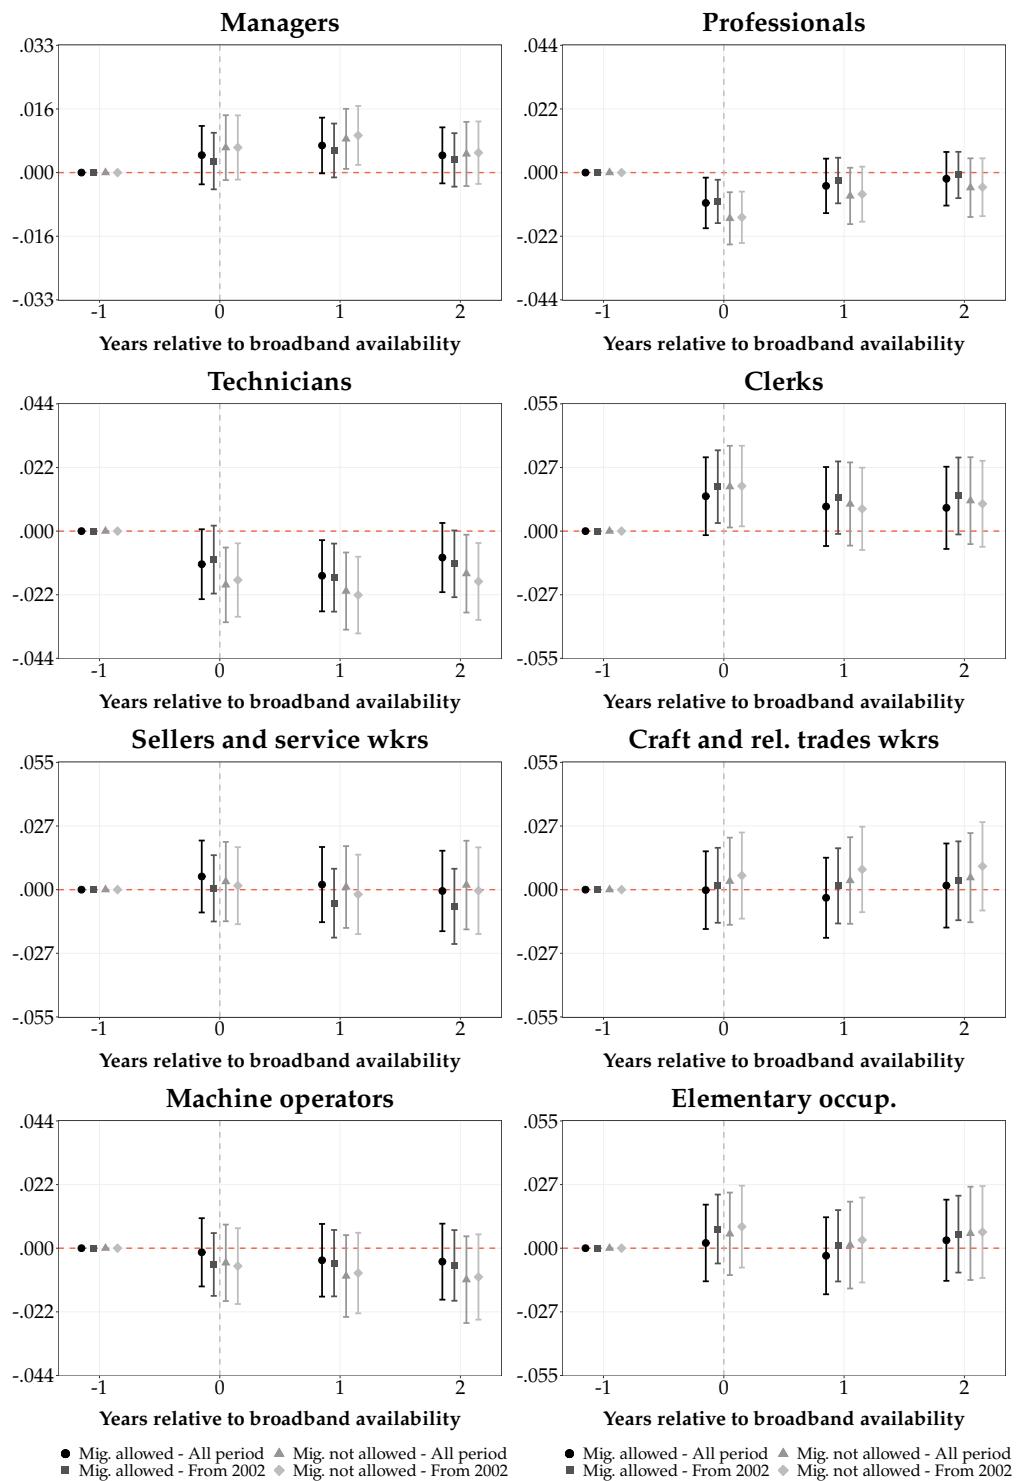 Managers
.033
.016
.000
-.016
-.033
-1 0 1 2
Years relative to broadband availability
Professionals
.044
.022
.000
-.022
-.044
-1 0 1 2
Years relative to broadband availability
Technicians
.044
.022
.000
-.022
-.044
-1 0 1 2
Years relative to broadband availability
Clerks
.055
.027
.000
-.027
-.055
-1 0 1 2
Years relative to broadband availability
Sellers and service wkrs
.055
.027
.000
-.027
-.055
-1 0 1 2
Years relative to broadband availability
Craft and rel. trades wkrs
.055
.027
.000
-.027
-.055
-1 0 1 2
Years relative to broadband availability
Machine operators
.044
.022
.000
-.022
-.044
-1 0 1 2
Years relative to broadband availability
Elementary occup.
.055
.027
.000
-.027
-.055
-1 0 1 2
Years relative to broadband availability
Mig. allowed - All period Mig. not allowed - All period
Mig. allowed - From 2002 Mig. not allowed - From 2002
Mig. allowed - All period Mig. not allowed - All period
Mig. allowed - From 2002 Mig. not allowed - From 2002